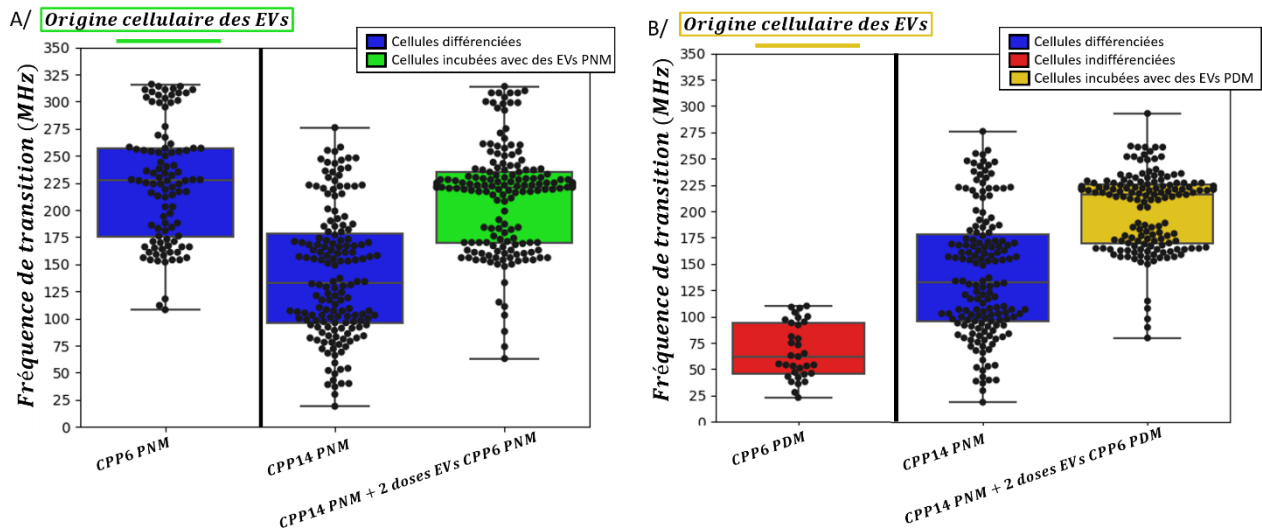 A/ Origine cellulaire des EVs
Cellules différenciées
Cellules incubées avec des EVs PNM
Fréquence de transition (MHz)
350
325
300
275
250
225
200
175
150
125
100
75
50
25
0
CPP6 PNM
CPP14 PNM
CPP14 PNM + 2 doses EVs CPP6 PNM
B/ Origine cellulaire des EVs
Cellules différenciées
Cellules indifférenciées
Cellules incubées avec des EVs PDM
Fréquence de transition (MHz)
350
325
300
275
250
225
200
175
150
125
100
75
50
25
0
CPP6 PDM
CPP14 PNM
CPP14 PNM + 2 doses EVs CPP6 PDM